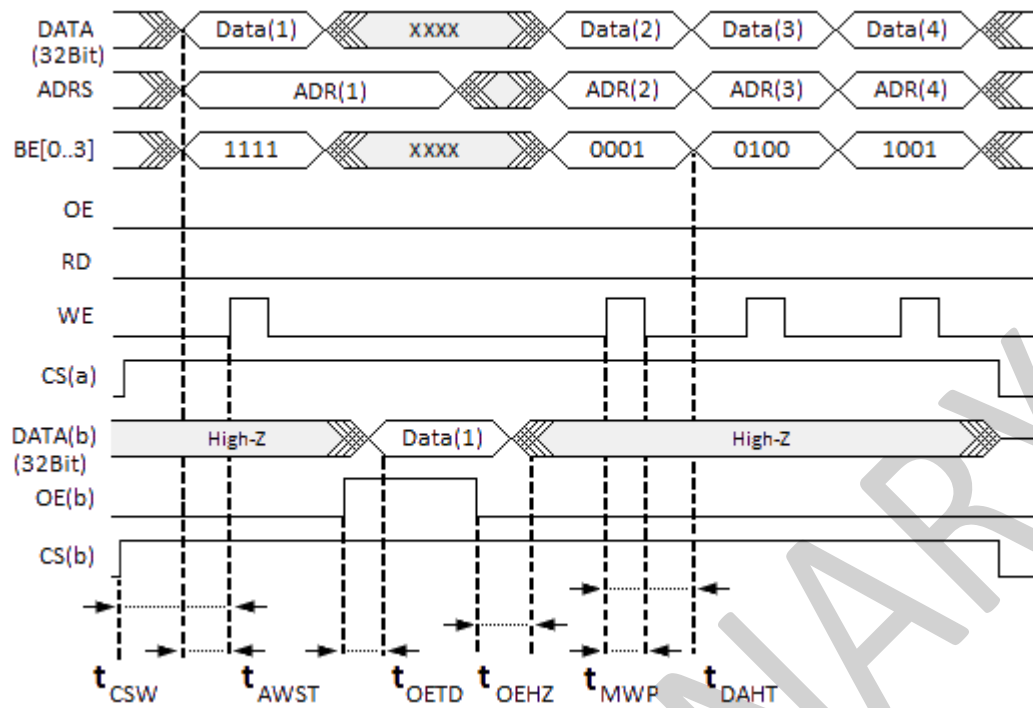 DATA Data(1) XXXX Data(2) Data(3) Data(4)
(32Bit)
ADRS ADR(1) ADR(2) ADR(3) ADR(4)
BE[0..3] 1111 XXXX 0001 0100 1001
OE
RD
WE
CS(a)
DATA(b) High-Z Data(1) High-Z
(32Bit)
OE(b)
CS(b)
tCSW tAWST tOETD tOEHZ tMWP tDAHT
NARY